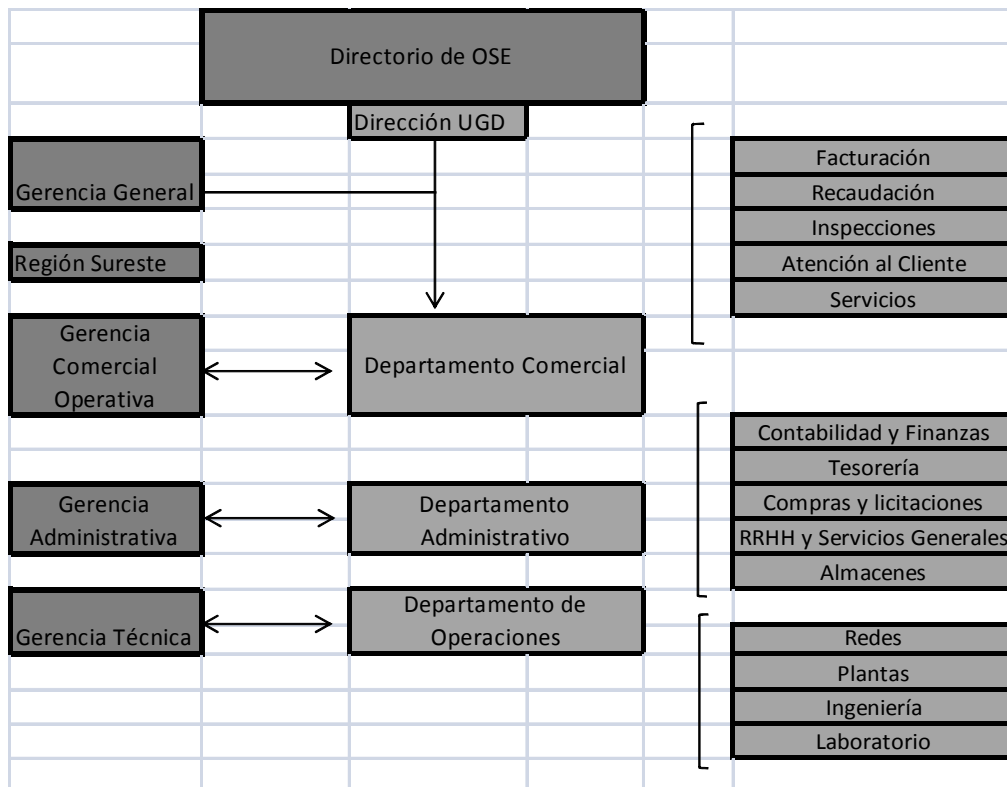 Directorio de OSE
Dirección UGD
Gerencia General
Región Sureste
Gerencia
Comercial
Operativa
Departamento Comercial
Facturación
Recaudación
Inspecciones
Atención al Cliente
Servicios
Gerencia
Administrativa
Departamento
Administrativo
Contabilidad y Finanzas
Tesorería
Compras y licitaciones
RRHH y Servicios Generales
Almacenes
Gerencia Técnica
Departamento de
Operaciones
Redes
Plantas
Ingeniería
Laboratorio